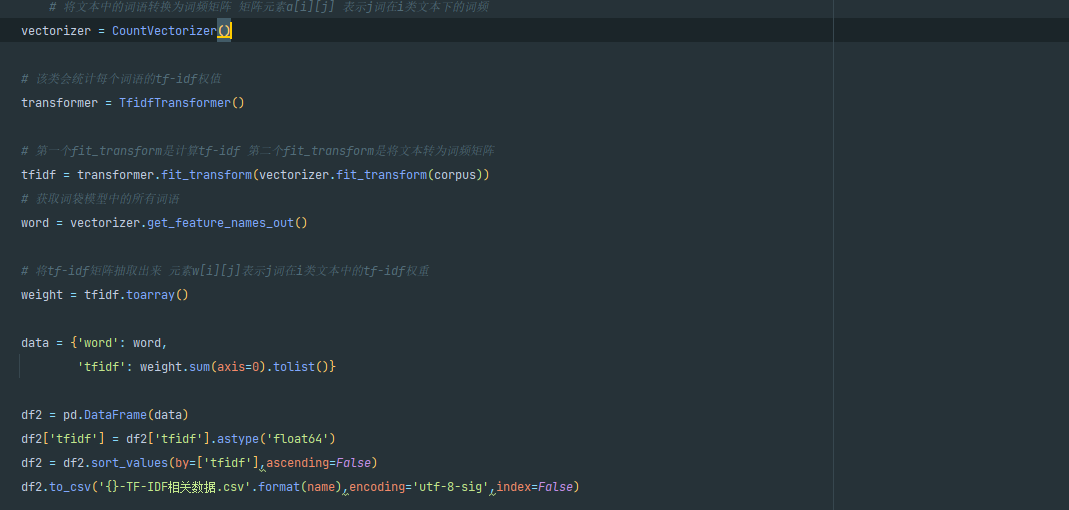 # 将文本中的词语转换为词频矩阵 矩阵元素a[i][j] 表示j词在i类文本下的词频
vectorizer = CountVectorizer()
# 该类会统计每个词语的tf-idf权值
transformer = TfidfTransformer()
# 第一个fit_transform是计算tf-idf 第二个fit_transform是将文本转为词频矩阵
tfidf = transformer.fit_transform(vectorizer.fit_transform(corpus))
# 获取词袋模型中的所有词语
word = vectorizer.get_feature_names_out()
# 将tf-idf矩阵抽取出来 元素w[i][j]表示j词在i类文本中的tf-idf权重
weight = tfidf.toarray()
data = {'word': word,
'tfidf': weight.sum(axis=0).tolist()}
df2 = pd.DataFrame(data)
df2['tfidf'] = df2['tfidf'].astype('float64')
df2 = df2.sort_values(by=['tfidf'],ascending=False)
df2.to_csv('{}-TF-IDF相关数据.csv'.format(name),encoding='utf-8-sig',index=False)